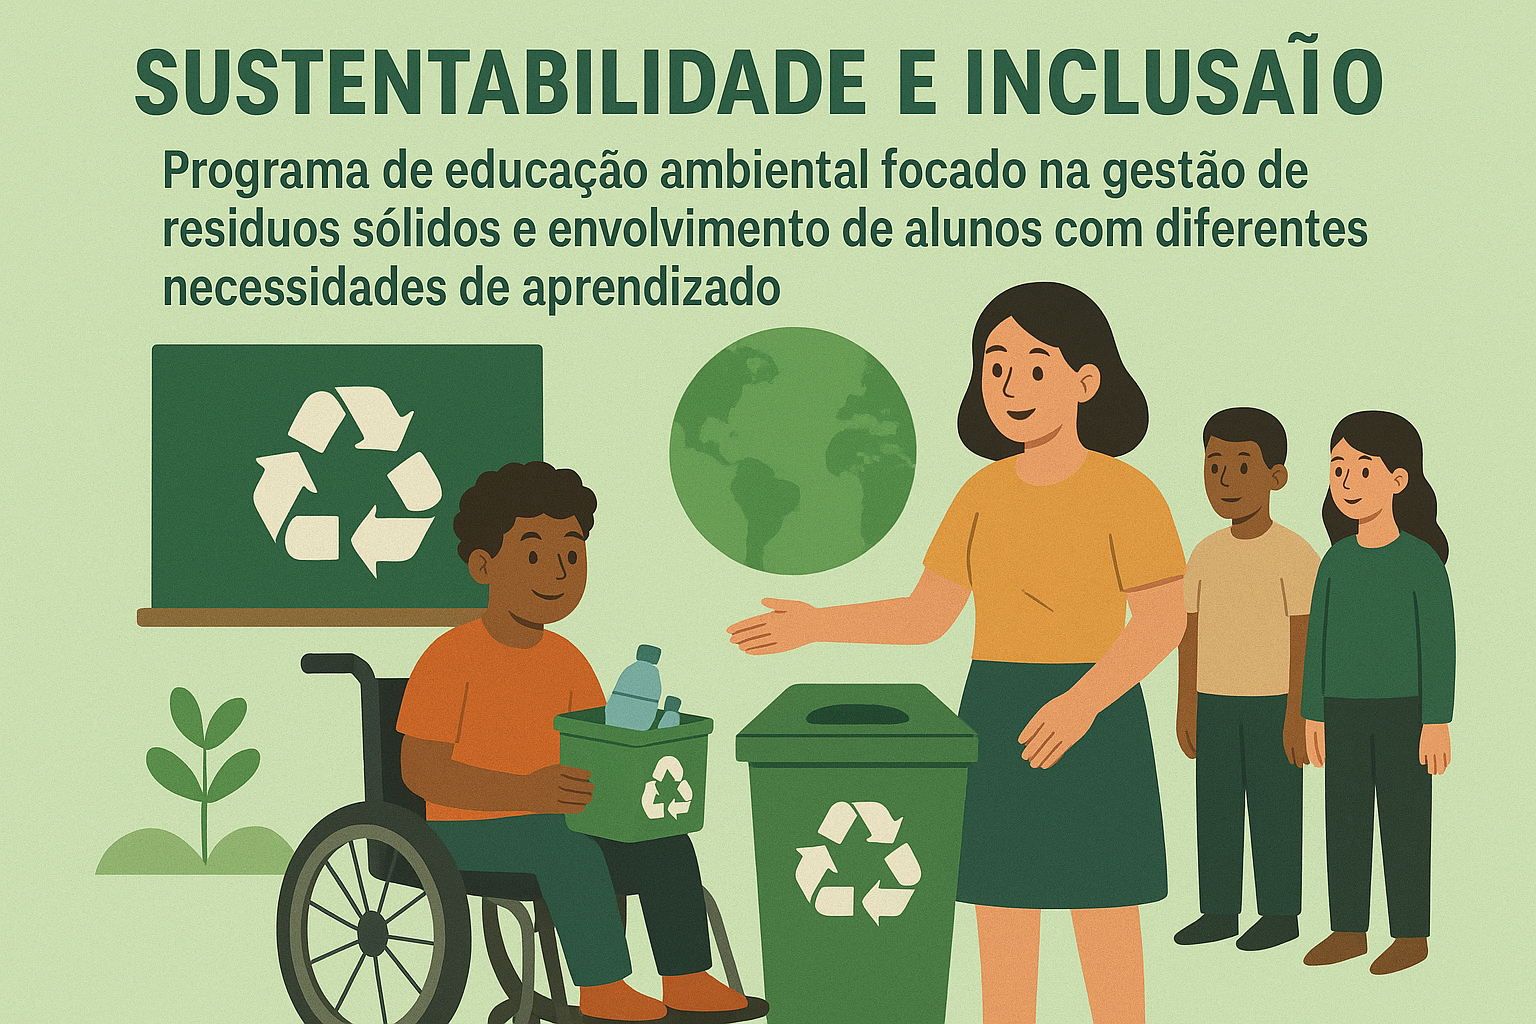 SUSTENTABILIDADE E INCLUSAĨO
Programa de educação ambiental focado na gestão de
residuos sólidos e envolvimento de alunos com diferentes
necessidades de aprendizado